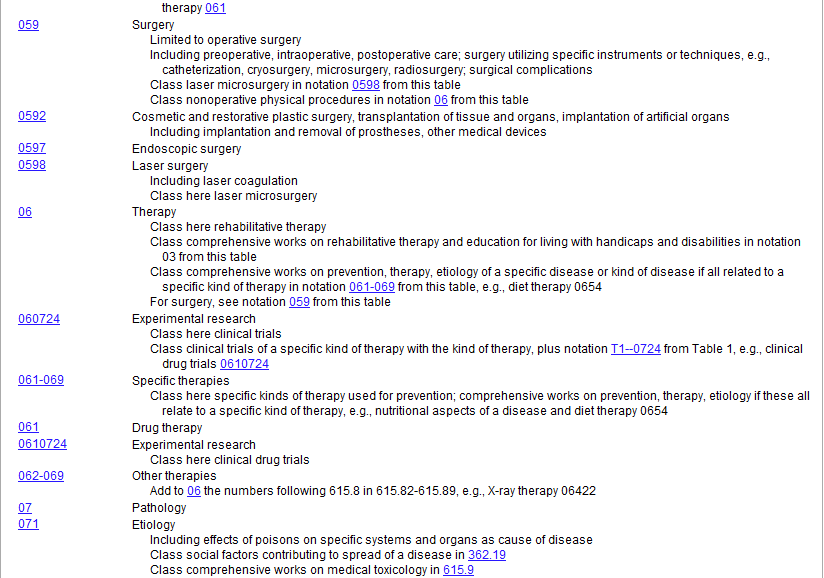 therapy 061
059 Surgery
Limited to operative surgery
Including preoperative, intraoperative, postoperative care; surgery utilizing specific instruments or techniques, e.g.,
catheterization, cryosurgery, microsurgery, radiosurgery; surgical complications
Class laser microsurgery in notation 0598 from this table
Class nonoperative physical procedures in notation 06 from this table
0592 Cosmetic and restorative plastic surgery, transplantation of tissue and organs, implantation of artificial organs
Including implantation and removal of prostheses, other medical devices
0597 Endoscopic surgery
0598 Laser surgery
Including laser coagulation
Class here laser microsurgery
06 Therapy
Class here rehabilitative therapy
Class comprehensive works on rehabilitative therapy and education for living with handicaps and disabilities in notation
03 from this table
Class comprehensive works on prevention, therapy, etiology of a specific disease or kind of disease if all related to a
specific kind of therapy in notation 061-069 from this table, e.g., diet therapy 0654
For surgery, see notation 059 from this table
060724 Experimental research
Class here clinical trials
Class clinical trials of a specific kind of therapy with the kind of therapy, plus notation T1--0724 from Table 1, e.g., clinical
drug trials 0610724
061-069 Specific therapies
Class here specific kinds of therapy used for prevention; comprehensive works on prevention, therapy, etiology if these all
relate to a specific kind of therapy, e.g., nutritional aspects of a disease and diet therapy 0654
061 Drug therapy
0610724 Experimental research
Class here clinical drug trials
062-069 Other therapies
Add to 06 the numbers following 615.8 in 615.82-615.89, e.g., X-ray therapy 06422
07 Pathology
071 Etiology
Including effects of poisons on specific systems and organs as cause of disease
Class social factors contributing to spread of a disease in 362.19
Class comprehensive works on medical toxicology in 615.9